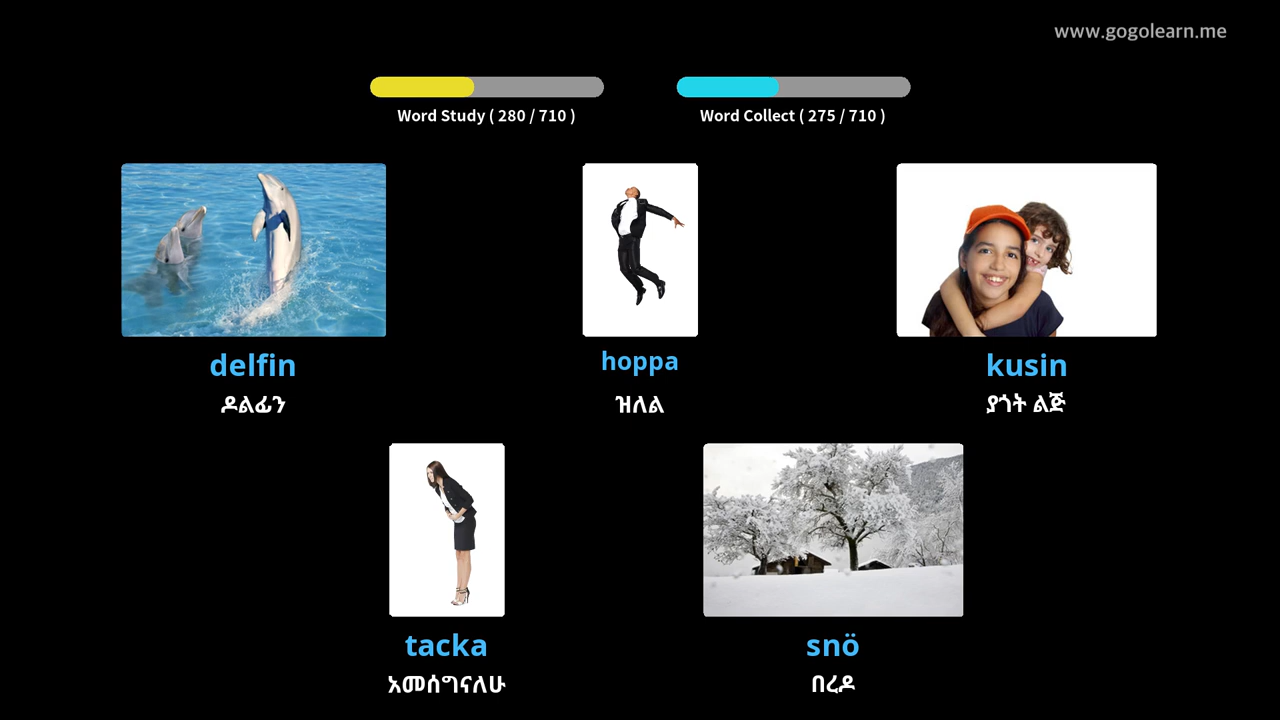 www.gogolearn.me
Word Study ( 280 / 710 )
Word Collect ( 275 / 710 )
delfin
ዶልፊን
hoppa
ዝለል
kusin
ያጎት ልጅ
tacka
አመሰግናለሁ
snö
በረዶ